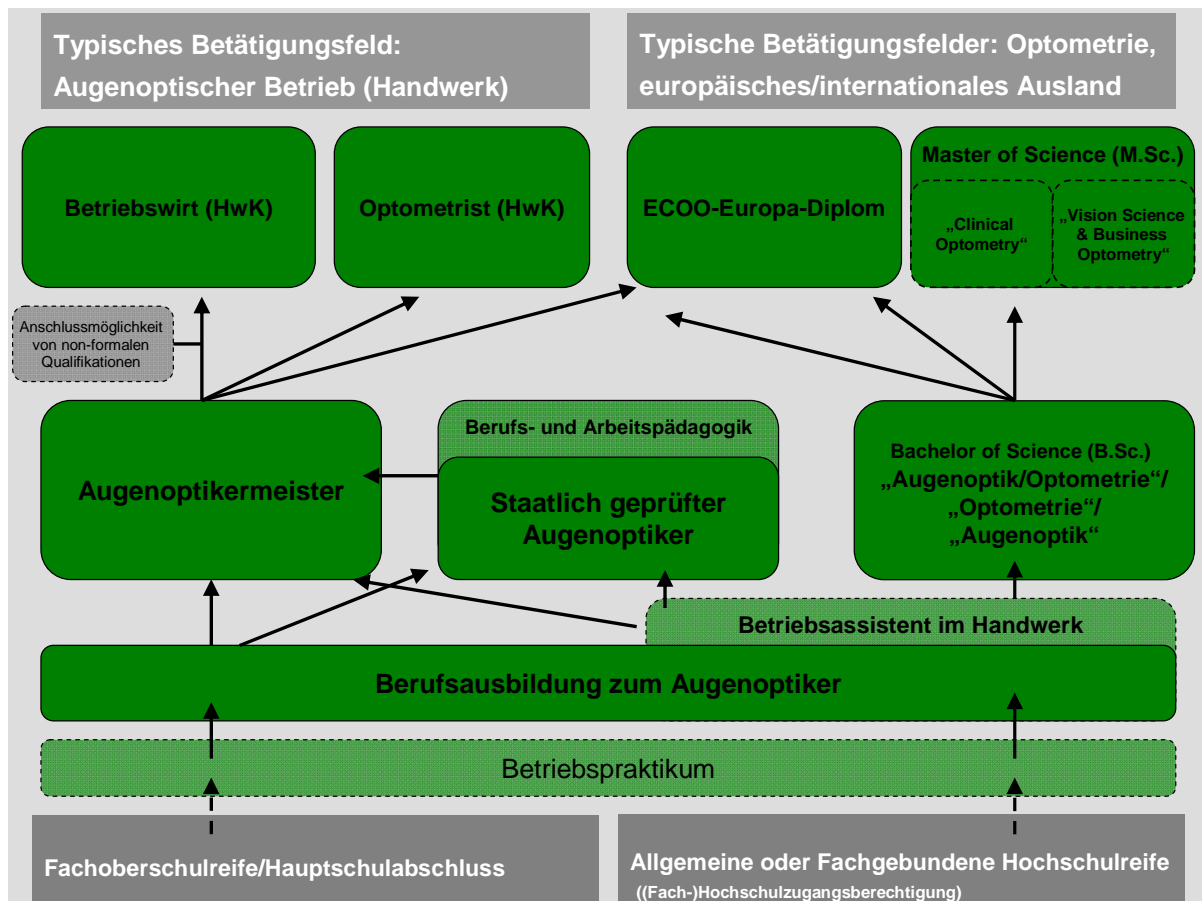 Typisches Betätigungsfeld:
Augenoptischer Betrieb (Handwerk)
Typische Betätigungsfelder: Optometrie,
europäisches/internationales Ausland
Betriebswirt (HwK)
Optometrist (HwK)
ECOO-Europa-Diplom
Master of Science (M.Sc.)
„Clinical
Optometry“
„Vision Science
& Business
Optometry“
Anschlussmöglichkeit
von non-formalen
Qualifikationen
Augenoptikermeister
Berufs- und Arbeitspädagogik
Staatlich geprüfter
Augenoptiker
Bachelor of Science (B.Sc.)
„Augenoptik/Optometrie“/
„Optometrie“/
„Augenoptik“
Betriebsassistent im Handwerk
Berufsausbildung zum Augenoptiker
Betriebspraktikum
Fachoberschulreife/Hauptschulabschluss
Allgemeine oder Fachgebundene Hochschulreife
((Fach-)Hochschulzugangsberechtigung)